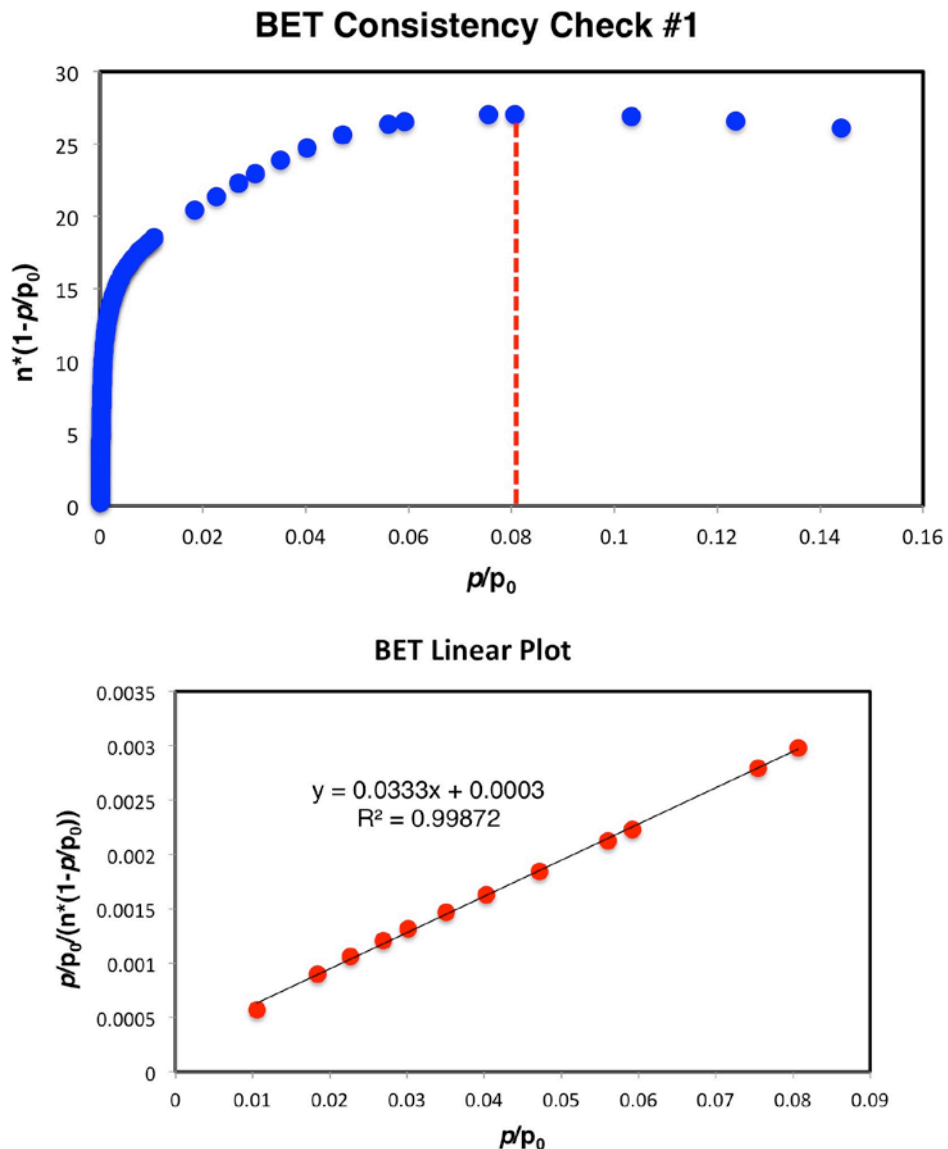 BET Consistency Check #1
30
25
20
15
10
5
0
n*(1-p/p₀)
0 0.02 0.04 0.06 0.08 0.1 0.12 0.14 0.16
p/p₀
BET Linear Plot
0.0035
0.003
0.0025
0.002
0.0015
0.001
0.0005
0
p/p₀/(n*(1-p/p₀))
y = 0.0333x + 0.0003
R² = 0.99872
0 0.01 0.02 0.03 0.04 0.05 0.06 0.07 0.08 0.09
p/p₀